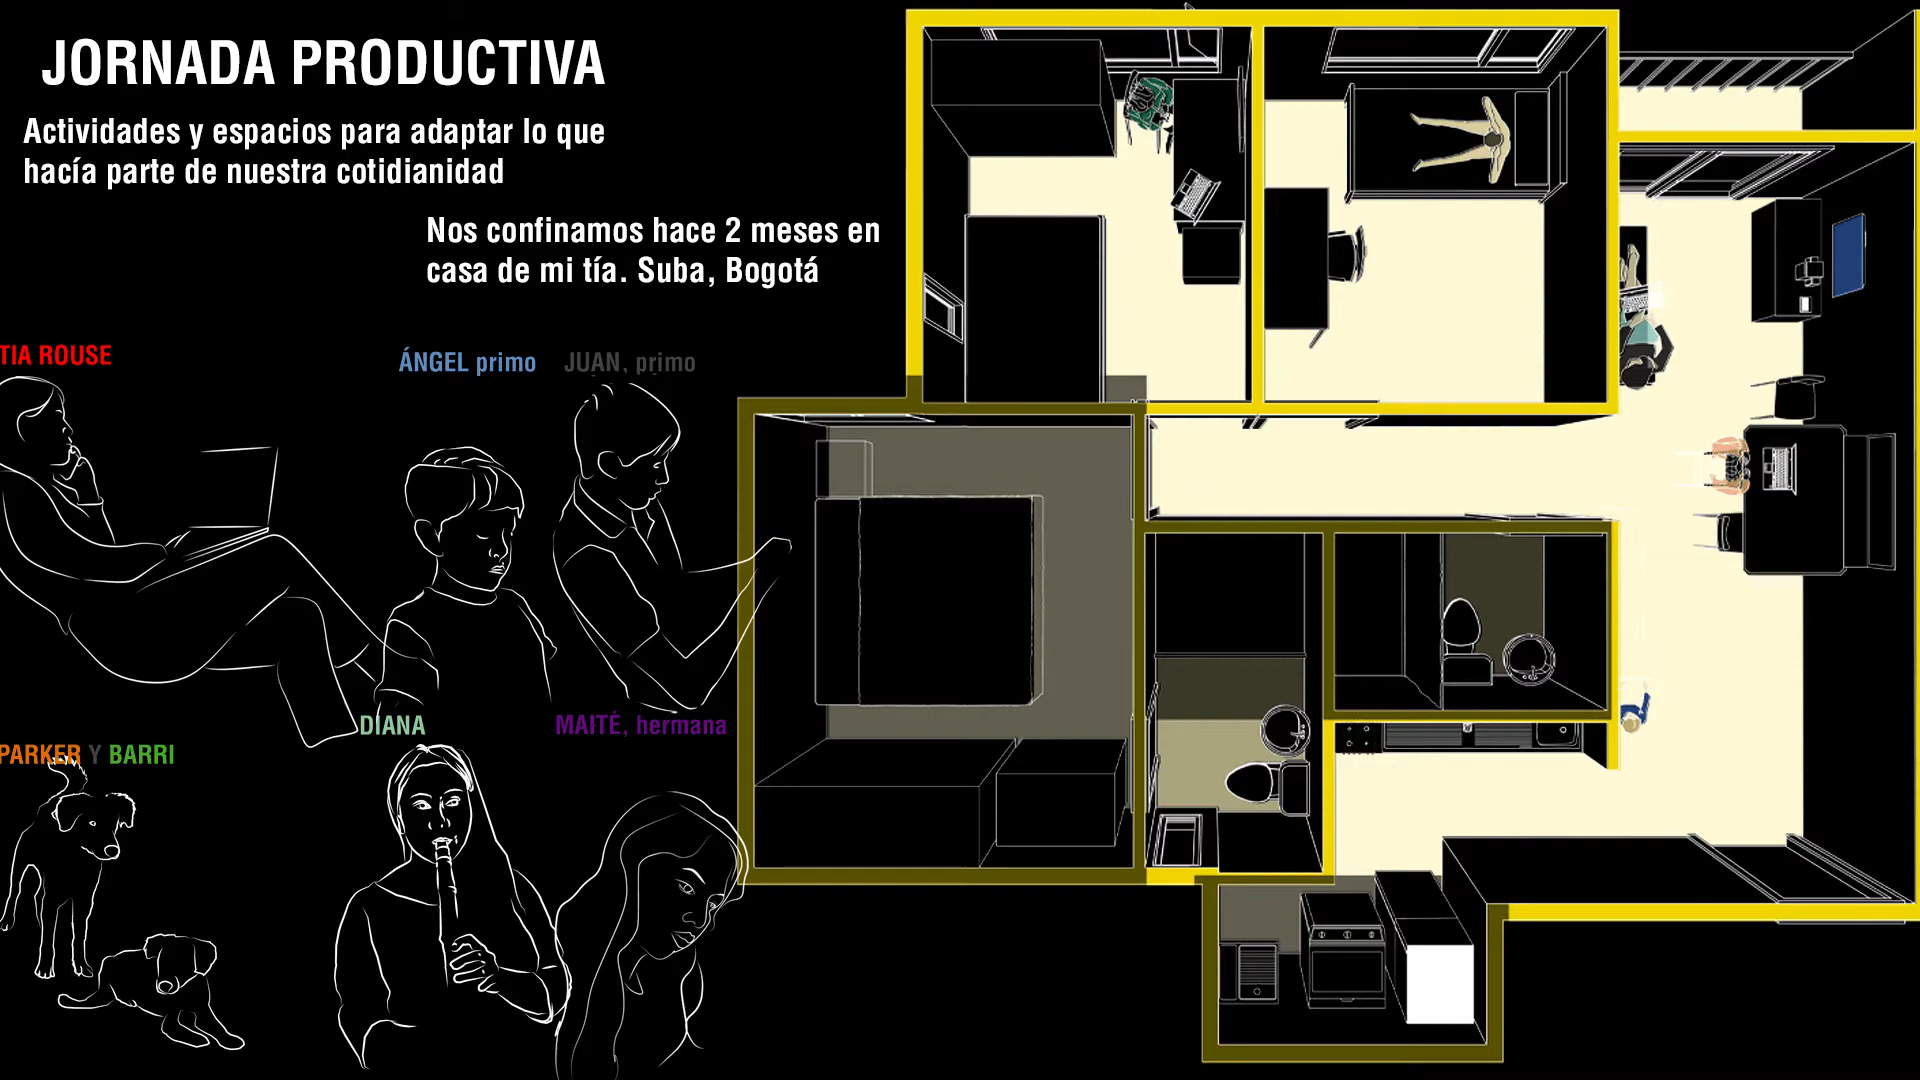 JORNADA PRODUCTIVA
Actividades y espacios para adaptar lo que
hacía parte de nuestra cotidianidad
Nos confinamos hace 2 meses en
casa de mi tía. Suba, Bogotá
TIA ROUSE
ÁNGEL primo
JUAN, primo
DIANA
MAITÉ, hermana
PARKER Y BARRI